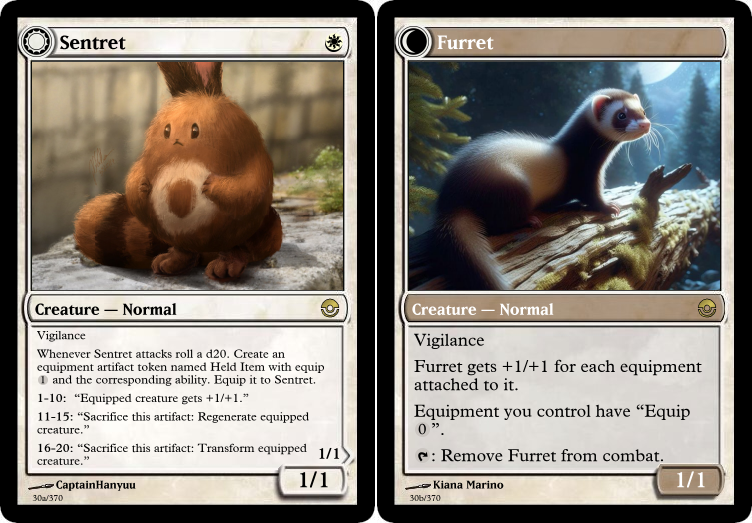 Sentret
Creature — Normal
Vigilance
Whenever Sentret attacks roll a d20. Create an
equipment artifact token named Held Item with equip
1 and the corresponding ability. Equip it to Sentret.
1-10: “Equipped creature gets +1/+1.”
11-15: “Sacrifice this artifact: Regenerate equipped
creature.”
16-20: “Sacrifice this artifact: Transform equipped
creature.”
1/1
1/1
CaptainHanyuu
30a/370
Furret
Creature — Normal
Vigilance
Furret gets +1/+1 for each equipment
attached to it.
Equipment you control have “Equip
0 ”.
: Remove Furret from combat.
1/1
Kiana Marino
30b/370